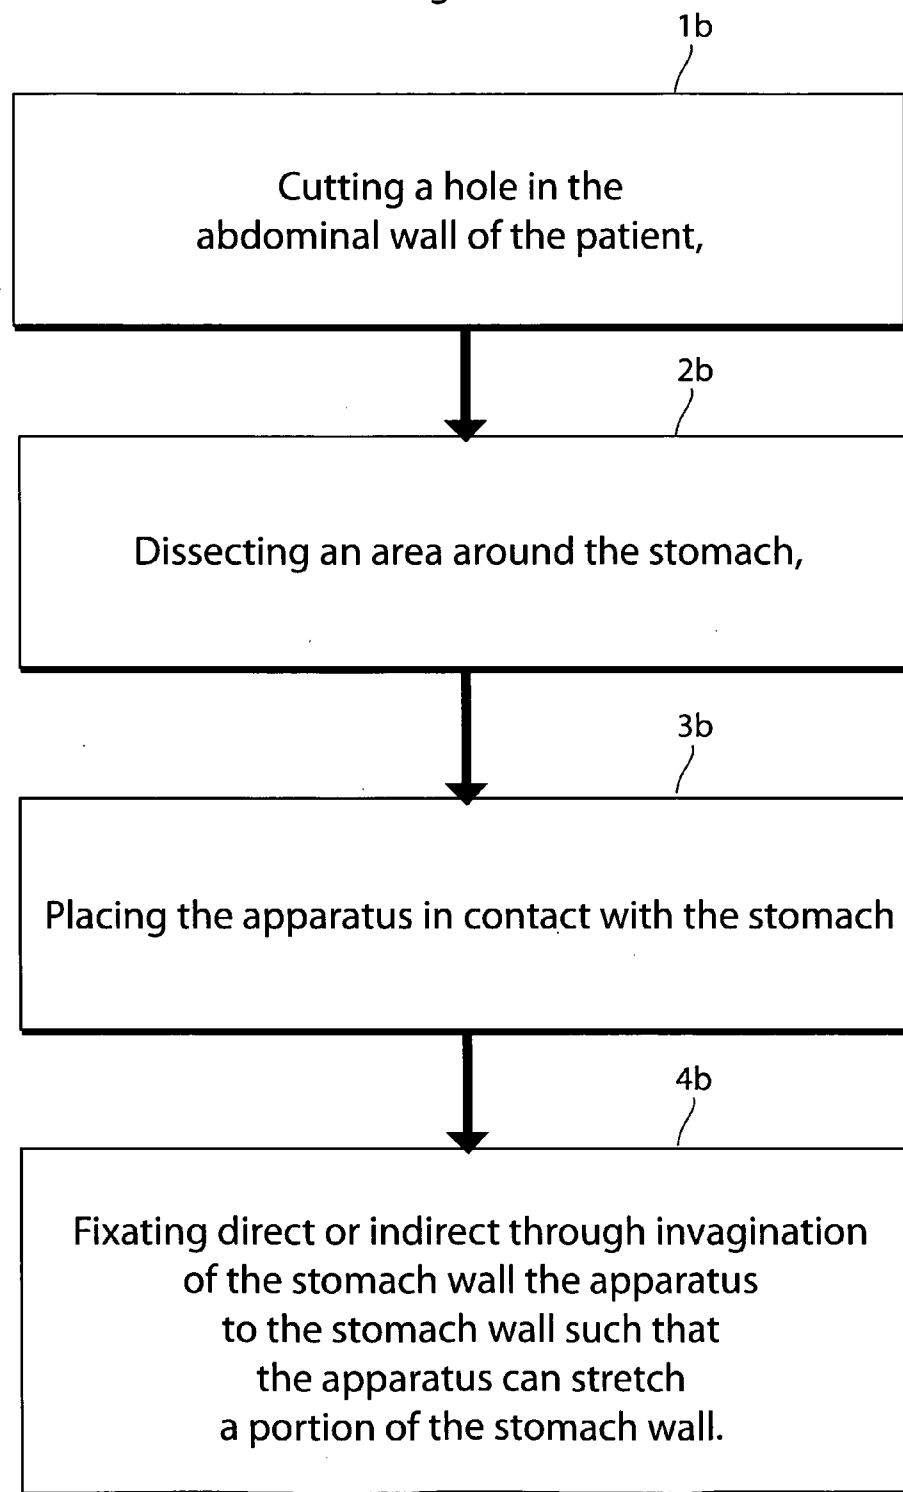 1b
Cutting a hole in the
abdominal wall of the patient,
2b
Dissecting an area around the stomach,
3b
Placing the apparatus in contact with the stomach
4b
Fixating direct or indirect through invagination
of the stomach wall the apparatus
to the stomach wall such that
the apparatus can stretch
a portion of the stomach wall.